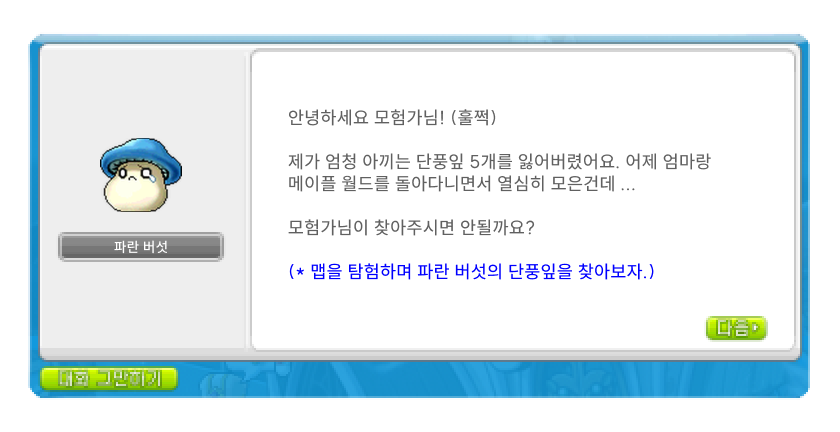 안녕하세요 모험가님! (훌쩍)
제가 엄청 아끼는 단풍잎 5개를 잃어버렸어요. 어제 엄마랑
메이플 월드를 돌아다니면서 열심히 모은건데 ...
모험가님이 찾아주시면 안될까요?
(* 맵을 탐험하며 파란 버섯의 단풍잎을 찾아보자.)
파란 버섯
다음
대화 그만하기